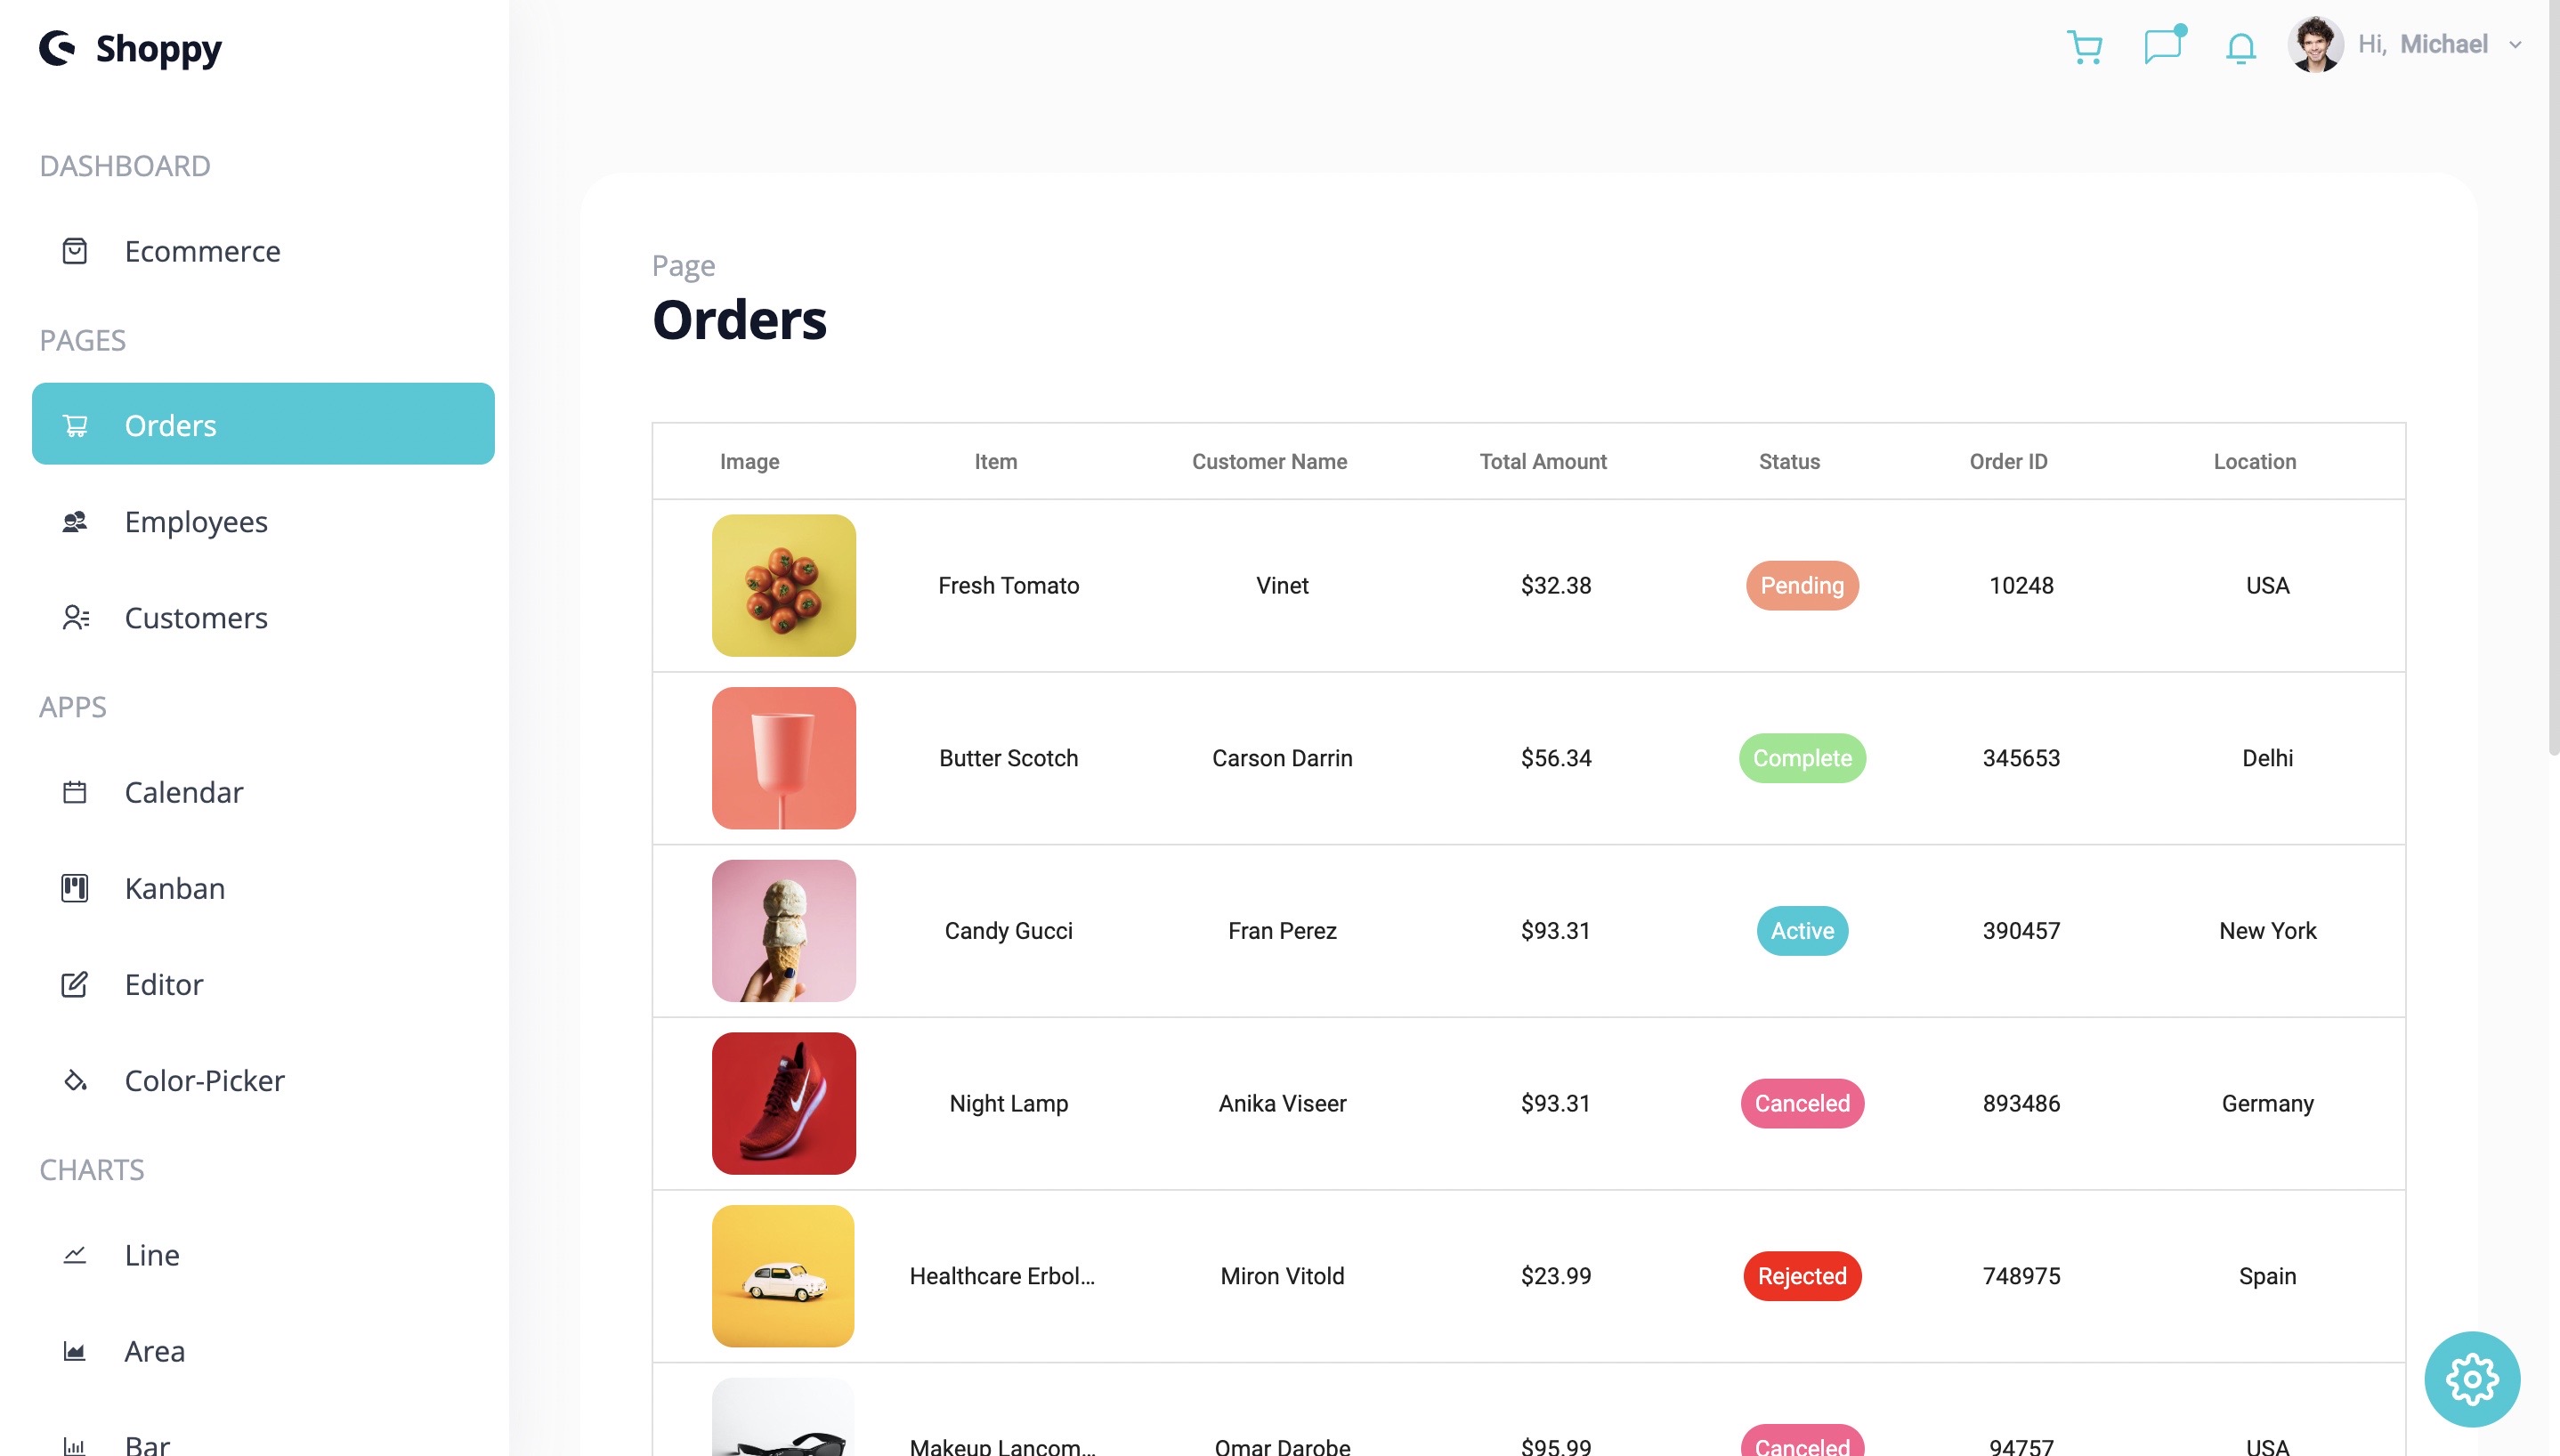 Shoppy
Hi, Michael
DASHBOARD
Ecommerce
PAGES
Orders
Employees
Customers
APPS
Calendar
Kanban
Editor
Color-Picker
CHARTS
Line
Area
Bar
Page
Orders
Image Item Customer Name Total Amount Status Order ID Location
Fresh Tomato Vinet $32.38 Pending 10248 USA
Butter Scotch Carson Darrin $56.34 Complete 345653 Delhi
Candy Gucci Fran Perez $93.31 Active 390457 New York
Night Lamp Anika Viseer $93.31 Canceled 893486 Germany
Healthcare Erbol... Miron Vitold $23.99 Rejected 748975 Spain
Makeup Lancom... Omar Darobe $95.99 Canceled 94757 USA